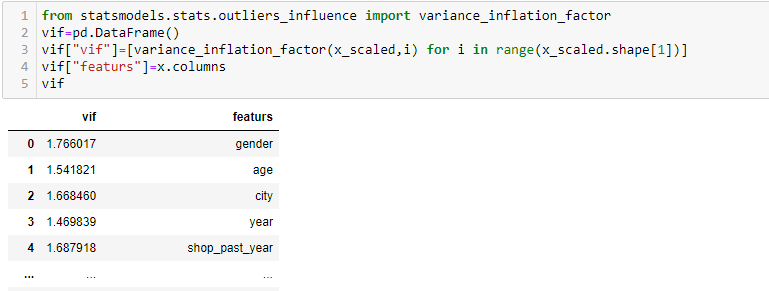 1 from statsmodels.stats.outliers_influence import variance_inflation_factor
2 vif=pd.DataFrame()
3 vif["vif"]=[variance_inflation_factor(x_scaled,i) for i in range(x_scaled.shape[1])]
4 vif["featurs"]=x.columns
5 vif
vif featurs
0 1.766017 gender
1 1.541821 age
2 1.668460 city
3 1.469839 year
4 1.687918 shop_past_year
... ... ...